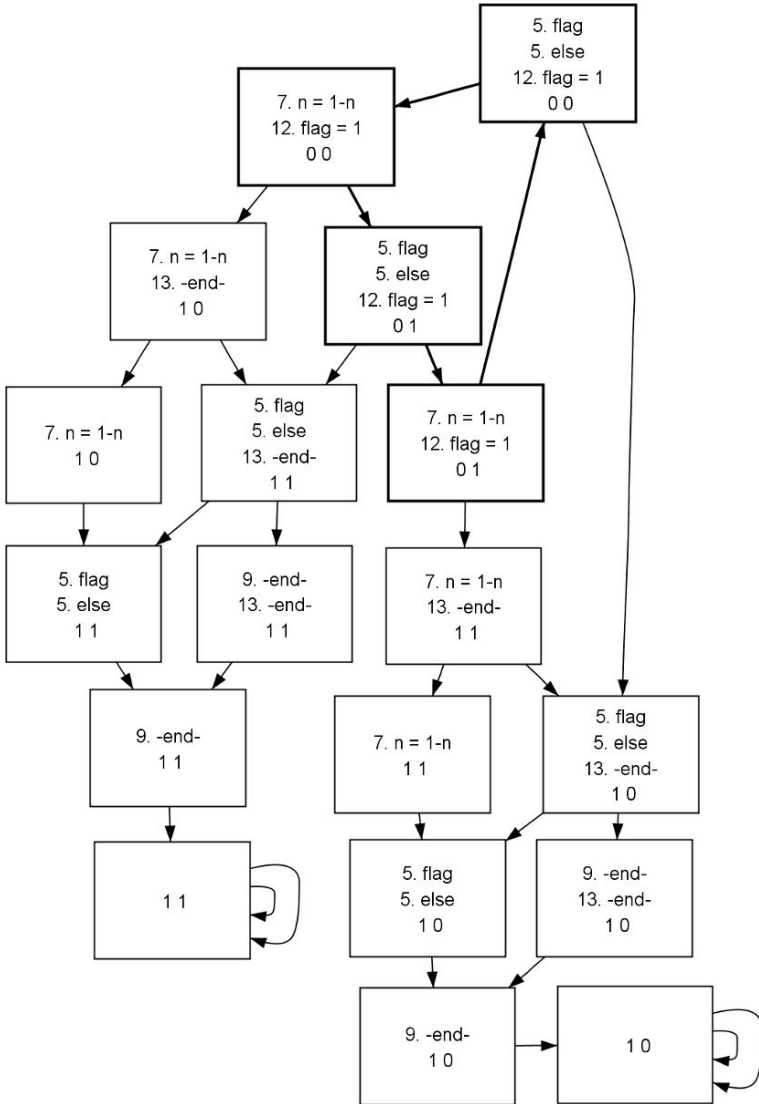 5. flag
5. else
12. flag = 1
0 0
7. n = 1-n
12. flag = 1
0 0
7. n = 1-n
13. -end-
1 0
5. flag
5. else
12. flag = 1
0 1
7. n = 1-n
1 0
5. flag
5. else
13. -end-
1 1
7. n = 1-n
12. flag = 1
0 1
5. flag
5. else
1 1
9. -end-
13. -end-
1 1
7. n = 1-n
13. -end-
1 1
9. -end-
1 1
7. n = 1-n
1 1
5. flag
5. else
13. -end-
1 0
1 1
5. flag
5. else
1 0
9. -end-
13. -end-
1 0
9. -end-
1 0
1 0